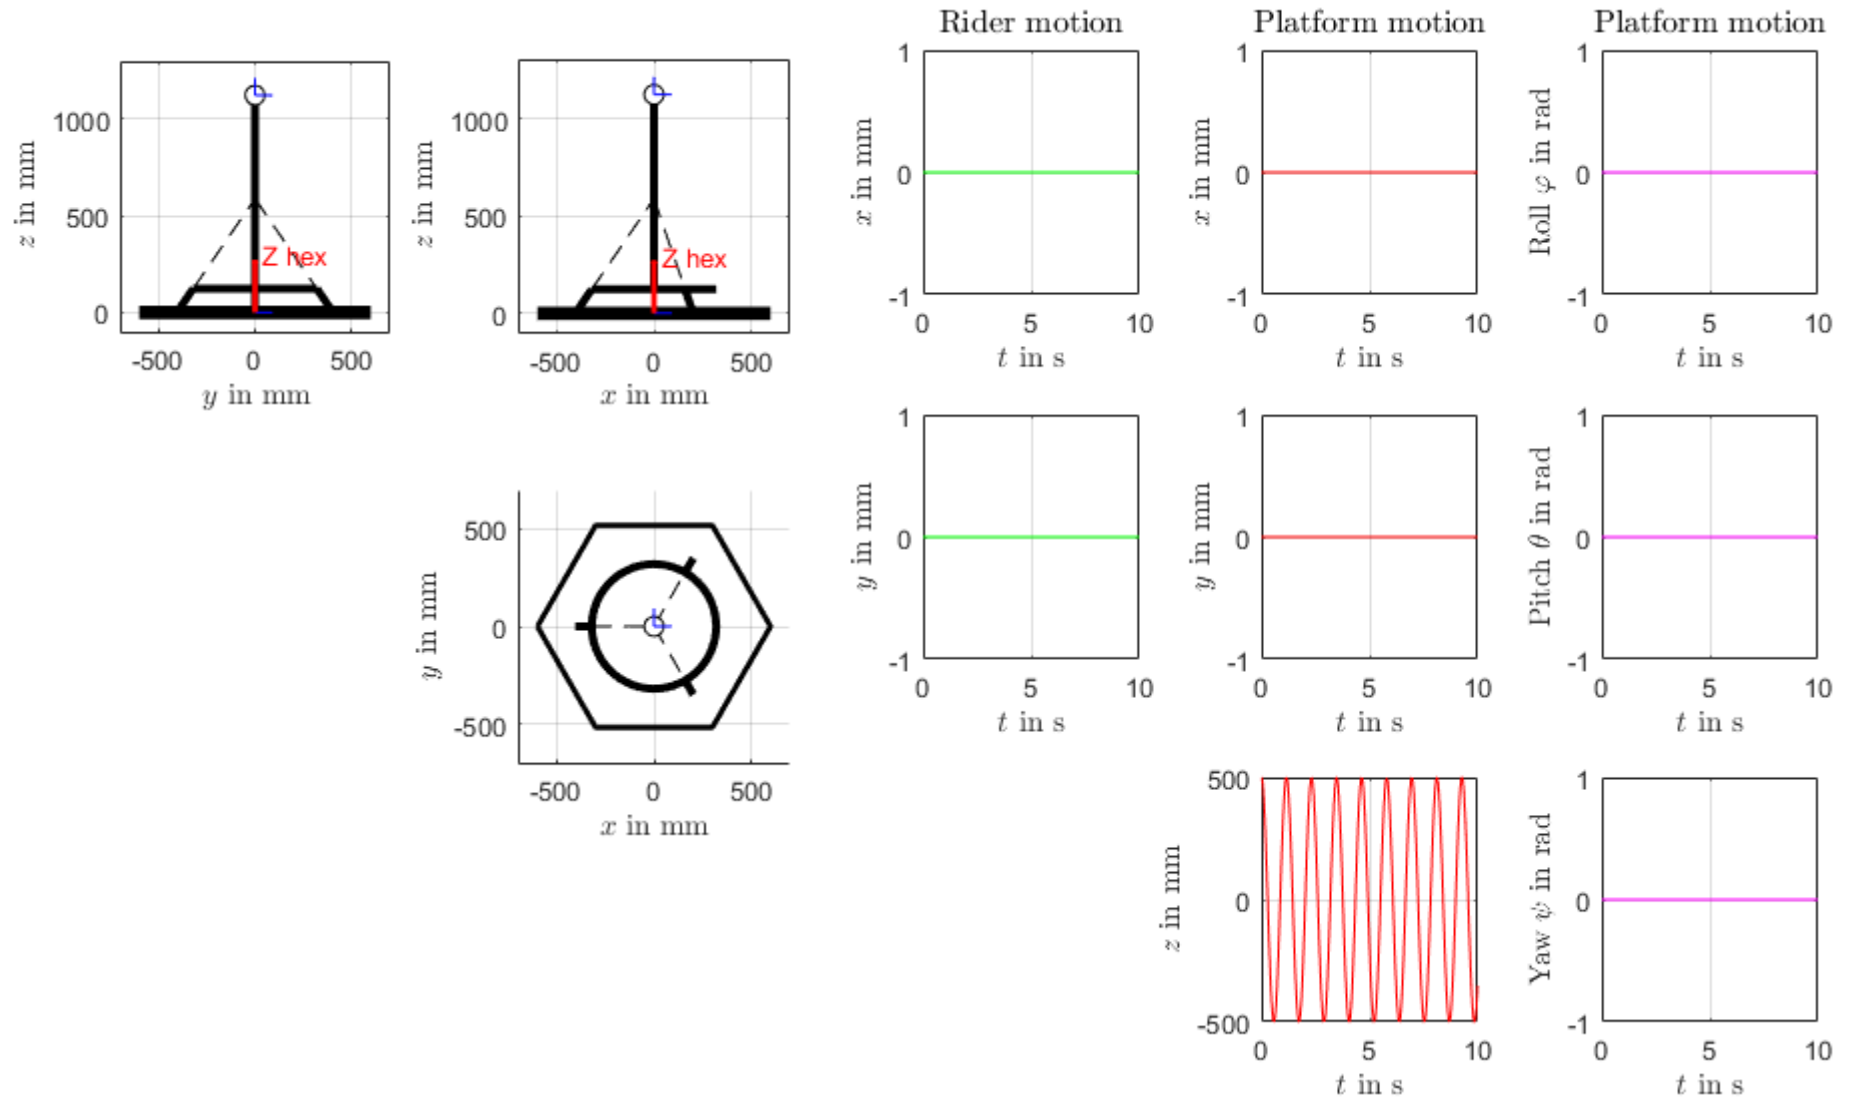 Rider motion
Platform motion
Platform motion
z in mm
1000
500
0
Z hex
-500 0 500
y in mm
z in mm
1000
500
0
Z hex
-500 0 500
x in mm
x in mm
1
0
-1
0 5 10
t in s
x in mm
1
0
-1
0 5 10
t in s
Roll φ in rad
1
0
-1
0 5 10
t in s
y in mm
500
0
-500
-500 0 500
x in mm
y in mm
1
0
-1
0 5 10
t in s
y in mm
1
0
-1
0 5 10
t in s
Pitch θ in rad
1
0
-1
0 5 10
t in s
z in mm
500
0
-500
0 5 10
t in s
Yaw ψ in rad
1
0
-1
0 5 10
t in s